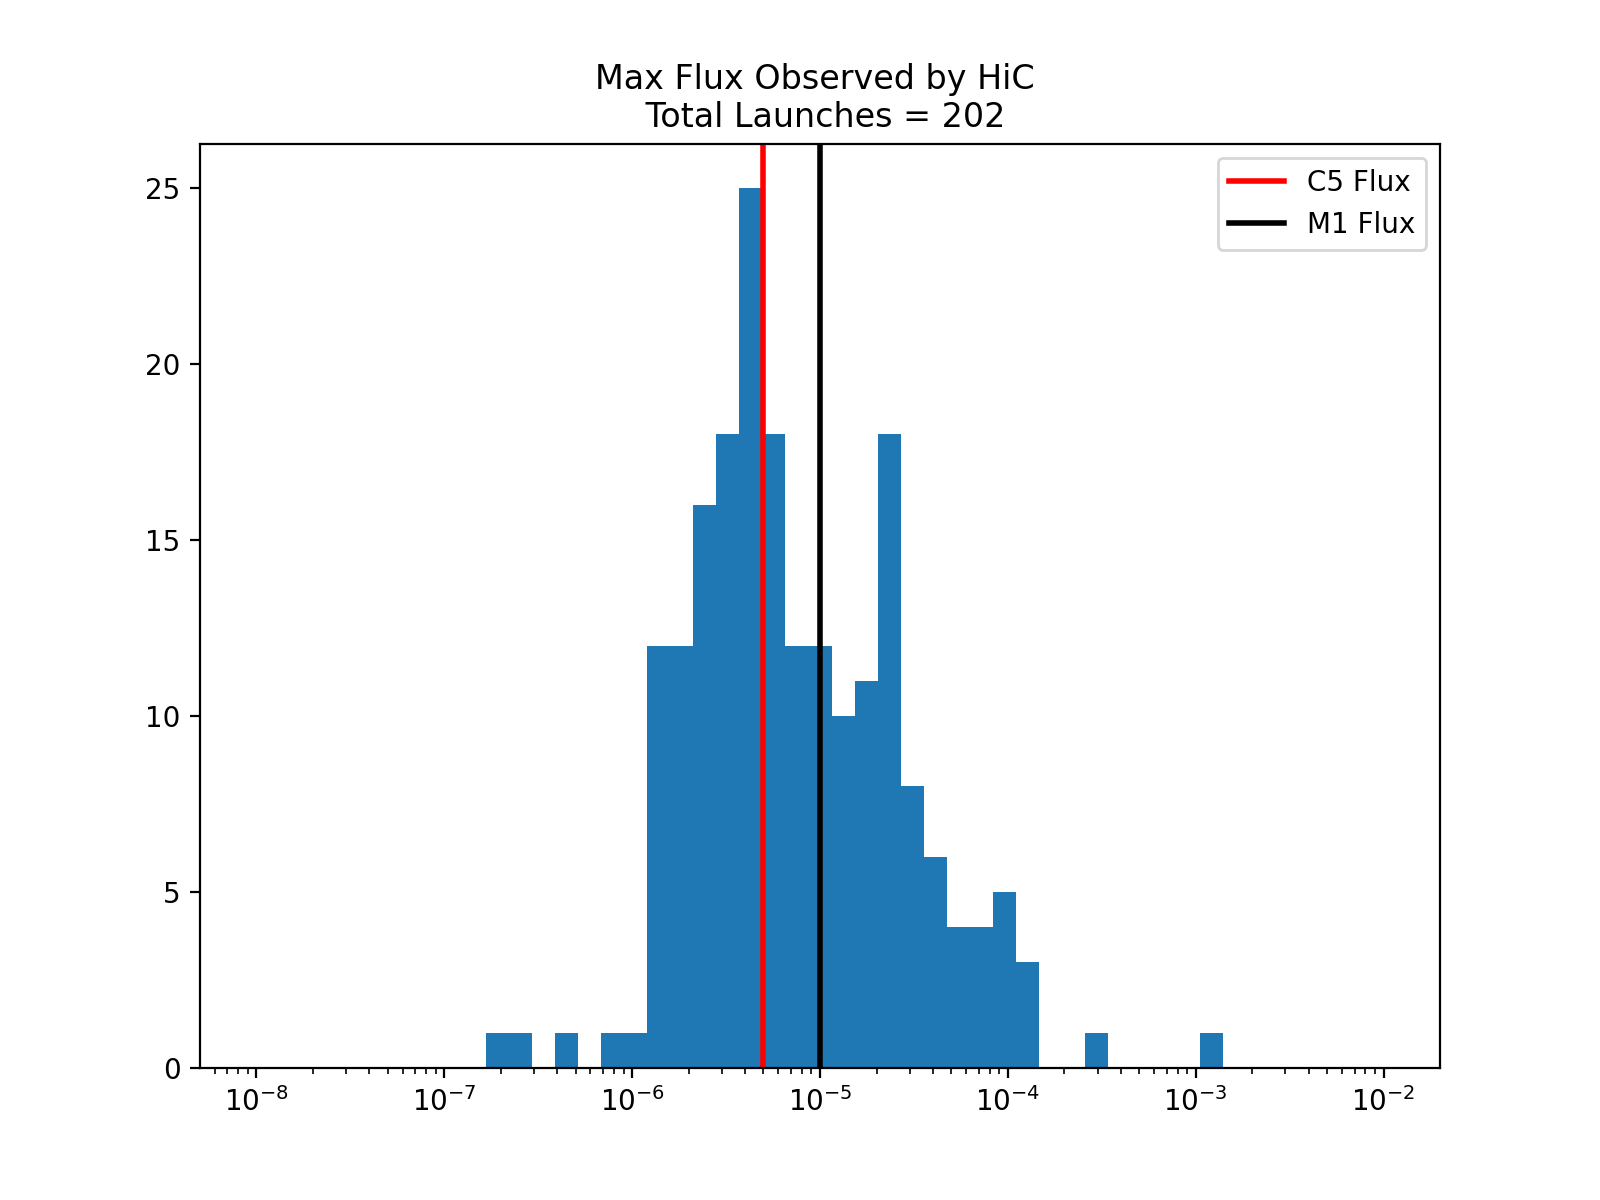 Max Flux Observed by HiC
Total Launches = 202
C5 Flux
M1 Flux
25
20
15
10
5
0
10⁻⁸ 10⁻⁷ 10⁻⁶ 10⁻⁵ 10⁻⁴ 10⁻³ 10⁻²